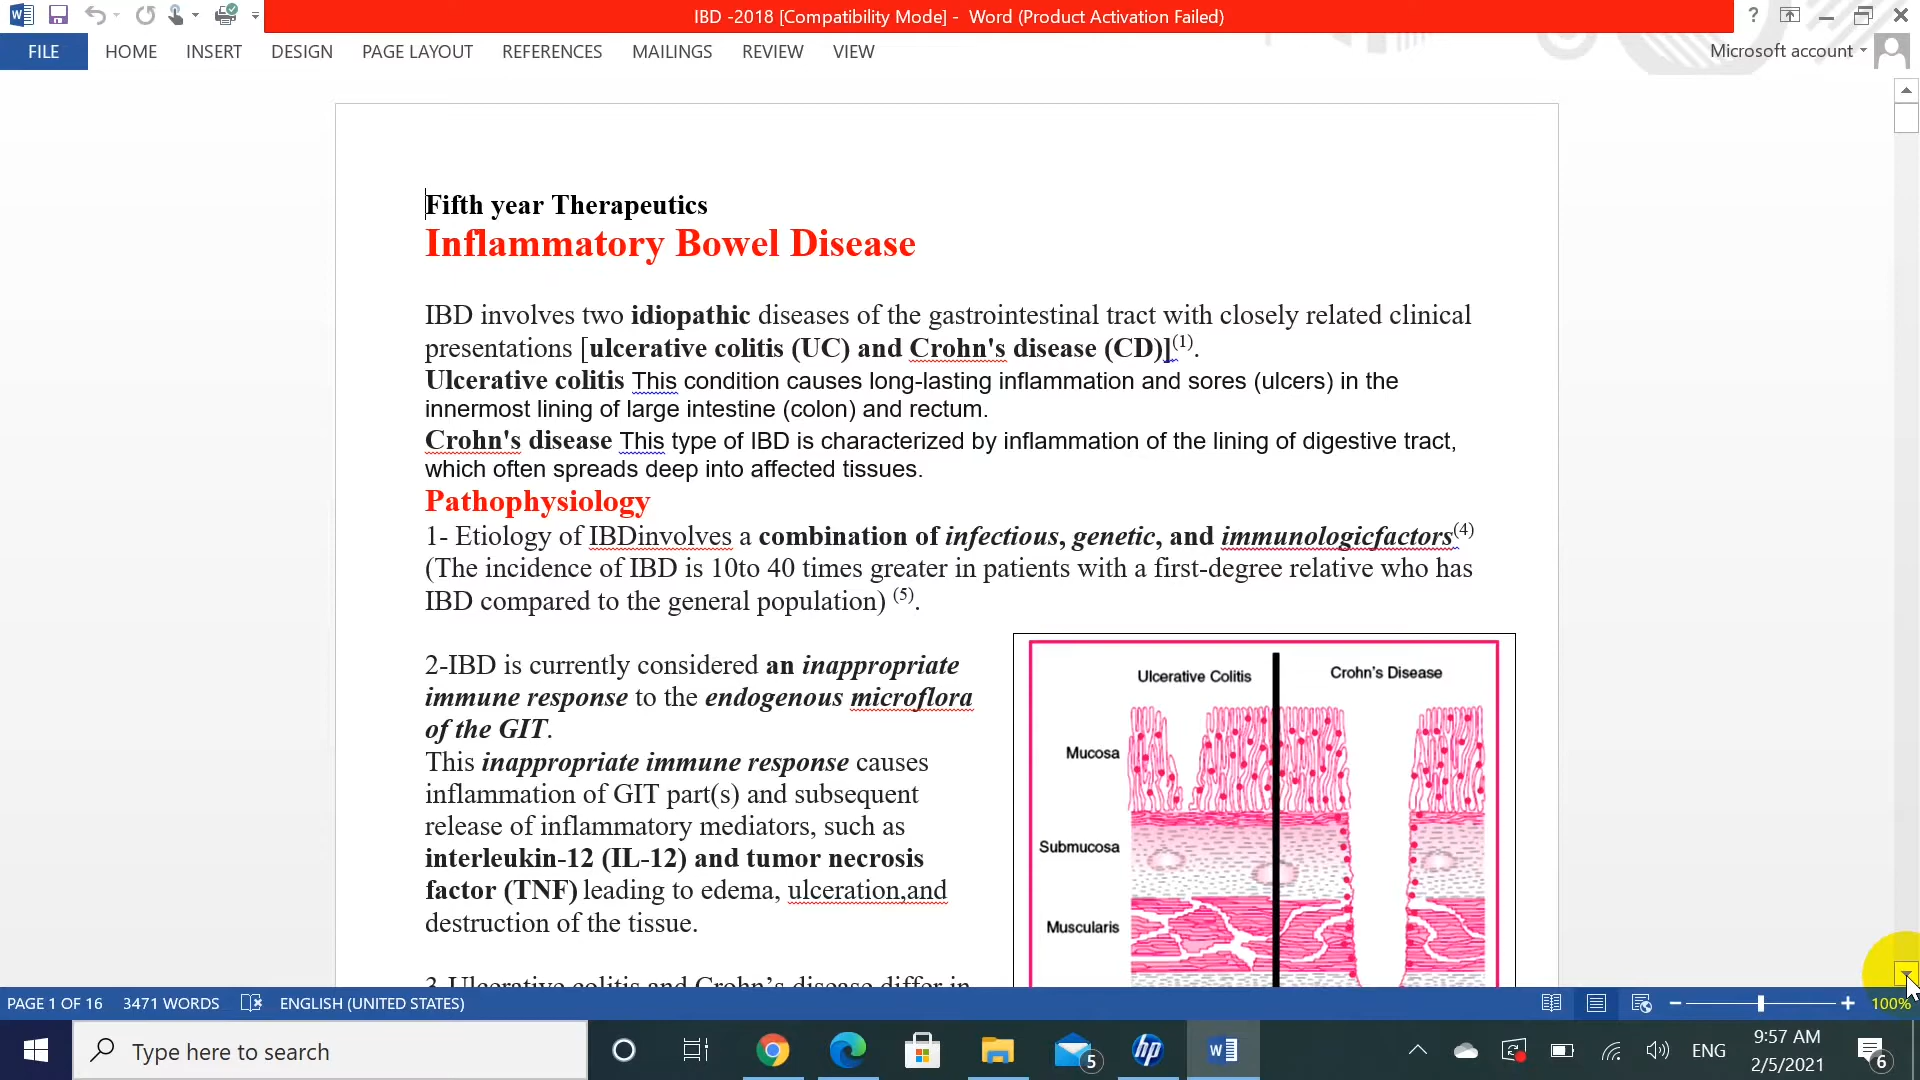 IBD -2018 [Compatibility Mode] - Word (Product Activation Failed)
FILE HOME INSERT DESIGN PAGE LAYOUT REFERENCES MAILINGS REVIEW VIEW
Microsoft account
Fifth year Therapeutics
Inflammatory Bowel Disease
IBD involves two idiopathic diseases of the gastrointestinal tract with closely related clinical
presentations [ulcerative colitis (UC) and Crohn's disease (CD)](1).
Ulcerative colitis This condition causes long-lasting inflammation and sores (ulcers) in the
innermost lining of large intestine (colon) and rectum.
Crohn's disease This type of IBD is characterized by inflammation of the lining of digestive tract,
which often spreads deep into affected tissues.
Pathophysiology
1- Etiology of IBDinvolves a combination of infectious, genetic, and immunologicfactors(4)
(The incidence of IBD is 10to 40 times greater in patients with a first-degree relative who has
IBD compared to the general population) (5).
2-IBD is currently considered an inappropriate
immune response to the endogenous microflora
of the GIT.
This inappropriate immune response causes
inflammation of GIT part(s) and subsequent
release of inflammatory mediators, such as
interleukin-12 (IL-12) and tumor necrosis
factor (TNF) leading to edema, ulceration,and
destruction of the tissue.
3-Ulcerative colitis and Crohn's disease differ in
Ulcerative Colitis
Crohn's Disease
Mucosa
Submucosa
Muscularis
PAGE 1 OF 16 3471 WORDS ENGLISH (UNITED STATES)
100%
Type here to search
5
hp
ENG
9:57 AM
2/5/2021
6